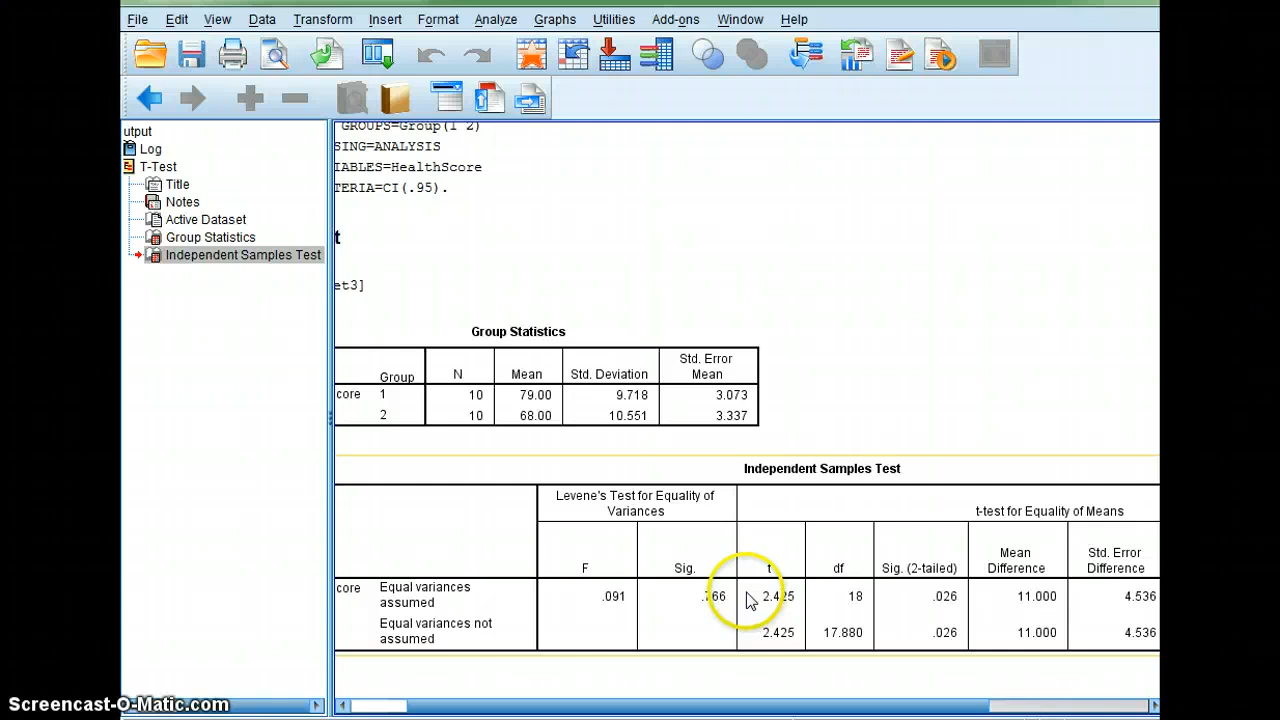 File Edit View Data Transform Insert Format Analyze Graphs Utilities Add-ons Window Help
utput
Log
T-Test
Title
Notes
Active Dataset
Group Statistics
Independent Samples Test
GROUPS=Group(1 2)
SING=ANALYSIS
IABLES=HealthScore
TERIA=CI(.95).
t
et3]
Group Statistics
Group N Mean Std. Deviation Std. Error Mean
core 1 10 79.00 9.718 3.073
2 10 68.00 10.551 3.337
Independent Samples Test
Levene's Test for Equality of Variances t-test for Equality of Means
F Sig. t df Sig. (2-tailed) Mean Difference Std. Error Difference
core Equal variances assumed .091 .766 2.425 18 .026 11.000 4.536
Equal variances not assumed 2.425 17.880 .026 11.000 4.536
Screencast-O-Matic.com